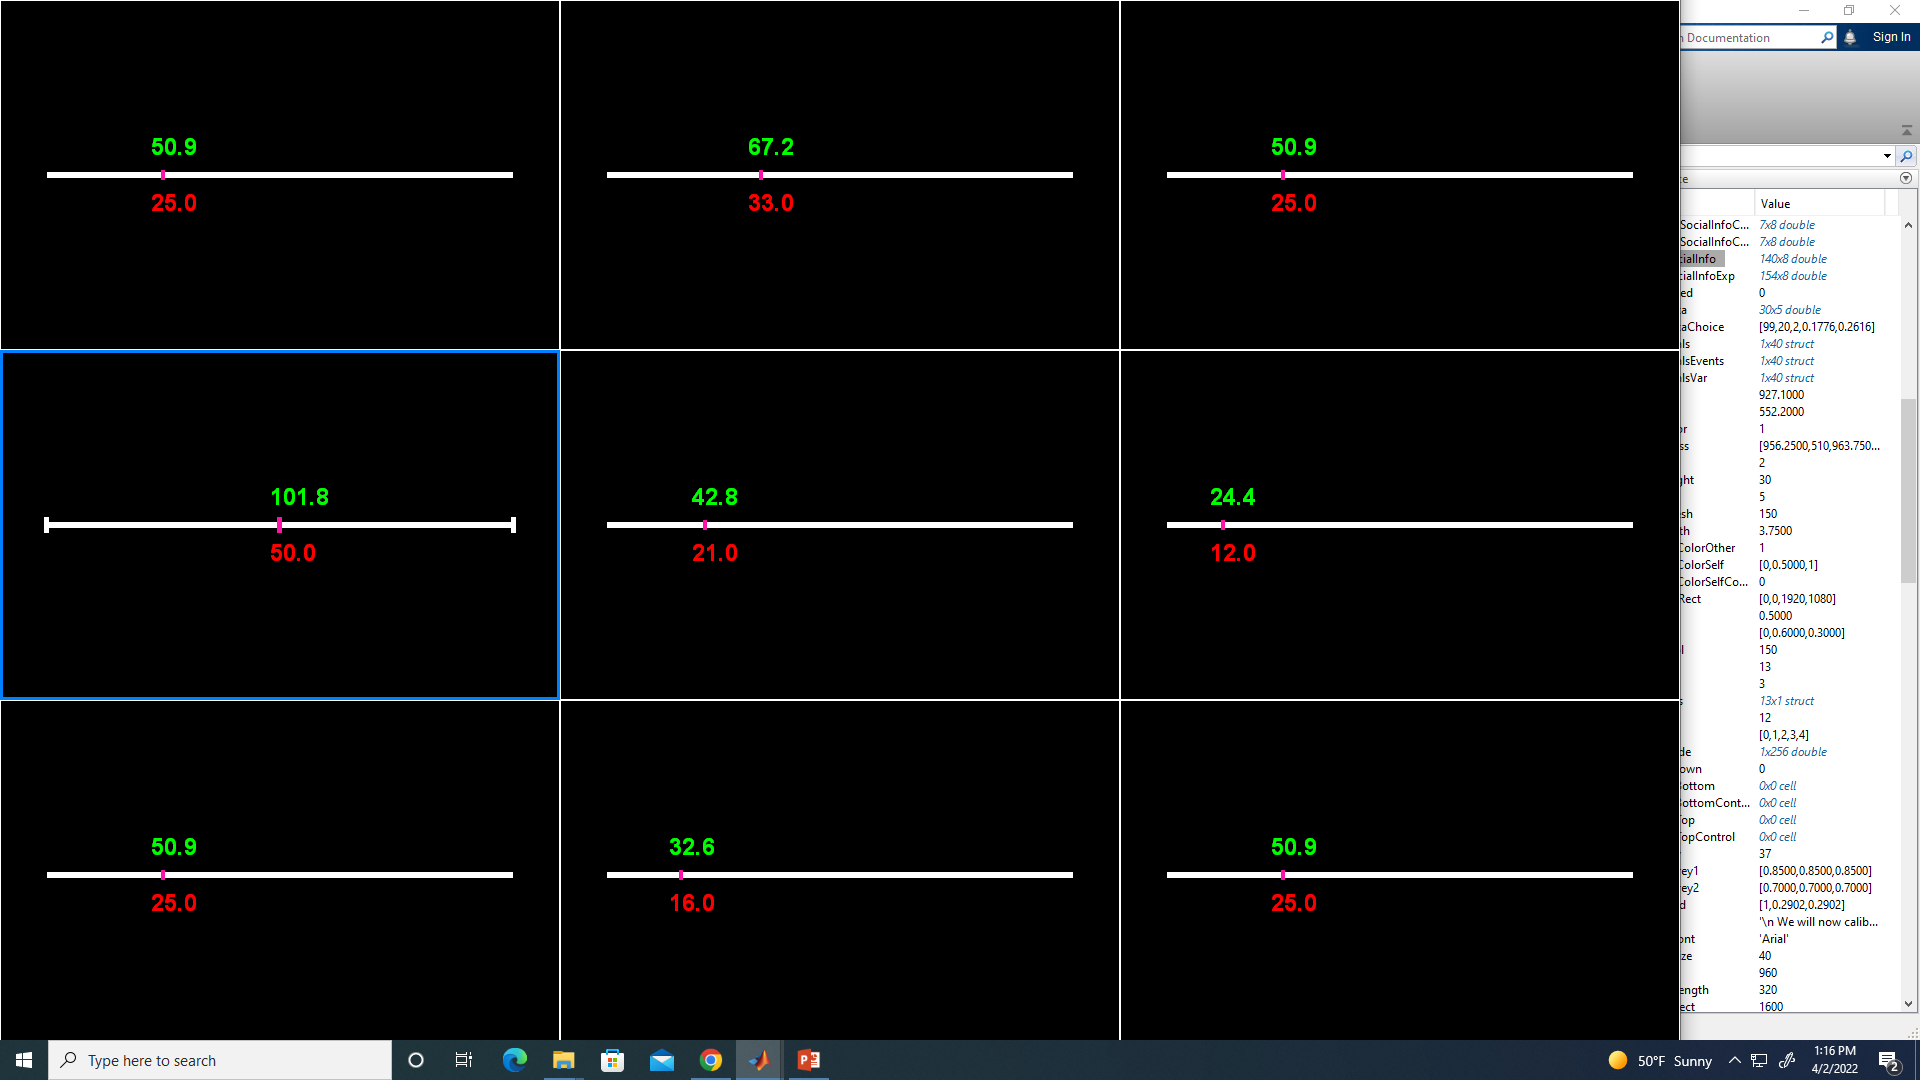 50.9
25.0
67.2
33.0
50.9
25.0
101.8
50.0
42.8
21.0
24.4
12.0
50.9
25.0
32.6
16.0
50.9
25.0
Documentation
Sign In
Value
SocialInfoC... 7x8 double
SocialInfoC... 7x8 double
cialInfo 140x8 double
cialInfoExp 154x8 double
ed 0
a 30x5 double
aChoice [99,20,2,0.1776,0.2616]
ls 1x40 struct
lsEvents 1x40 struct
lsVar 1x40 struct
927.1000
552.2000
or 1
ss [956.2500,510,963.750...
2
ght 30
5
sh 150
th 3.7500
ColorOther 1
ColorSelf [0,0.5000,1]
ColorSelfCo... 0
Rect [0,0,1920,1080]
0.5000
[0,0.6000,0.3000]
l 150
13
3
s 13x1 struct
12
[0,1,2,3,4]
de 1x256 double
own 0
Bottom 0x0 cell
BottomCont... 0x0 cell
Top 0x0 cell
TopControl 0x0 cell
37
ey1 [0.8500,0.8500,0.8500]
ey2 [0.7000,0.7000,0.7000]
d [1,0.2902,0.2902]
'\n We will now calib...
ont 'Arial'
ze 40
960
ength 320
ect 1600
Type here to search
50°F Sunny
1:16 PM
4/2/2022
2